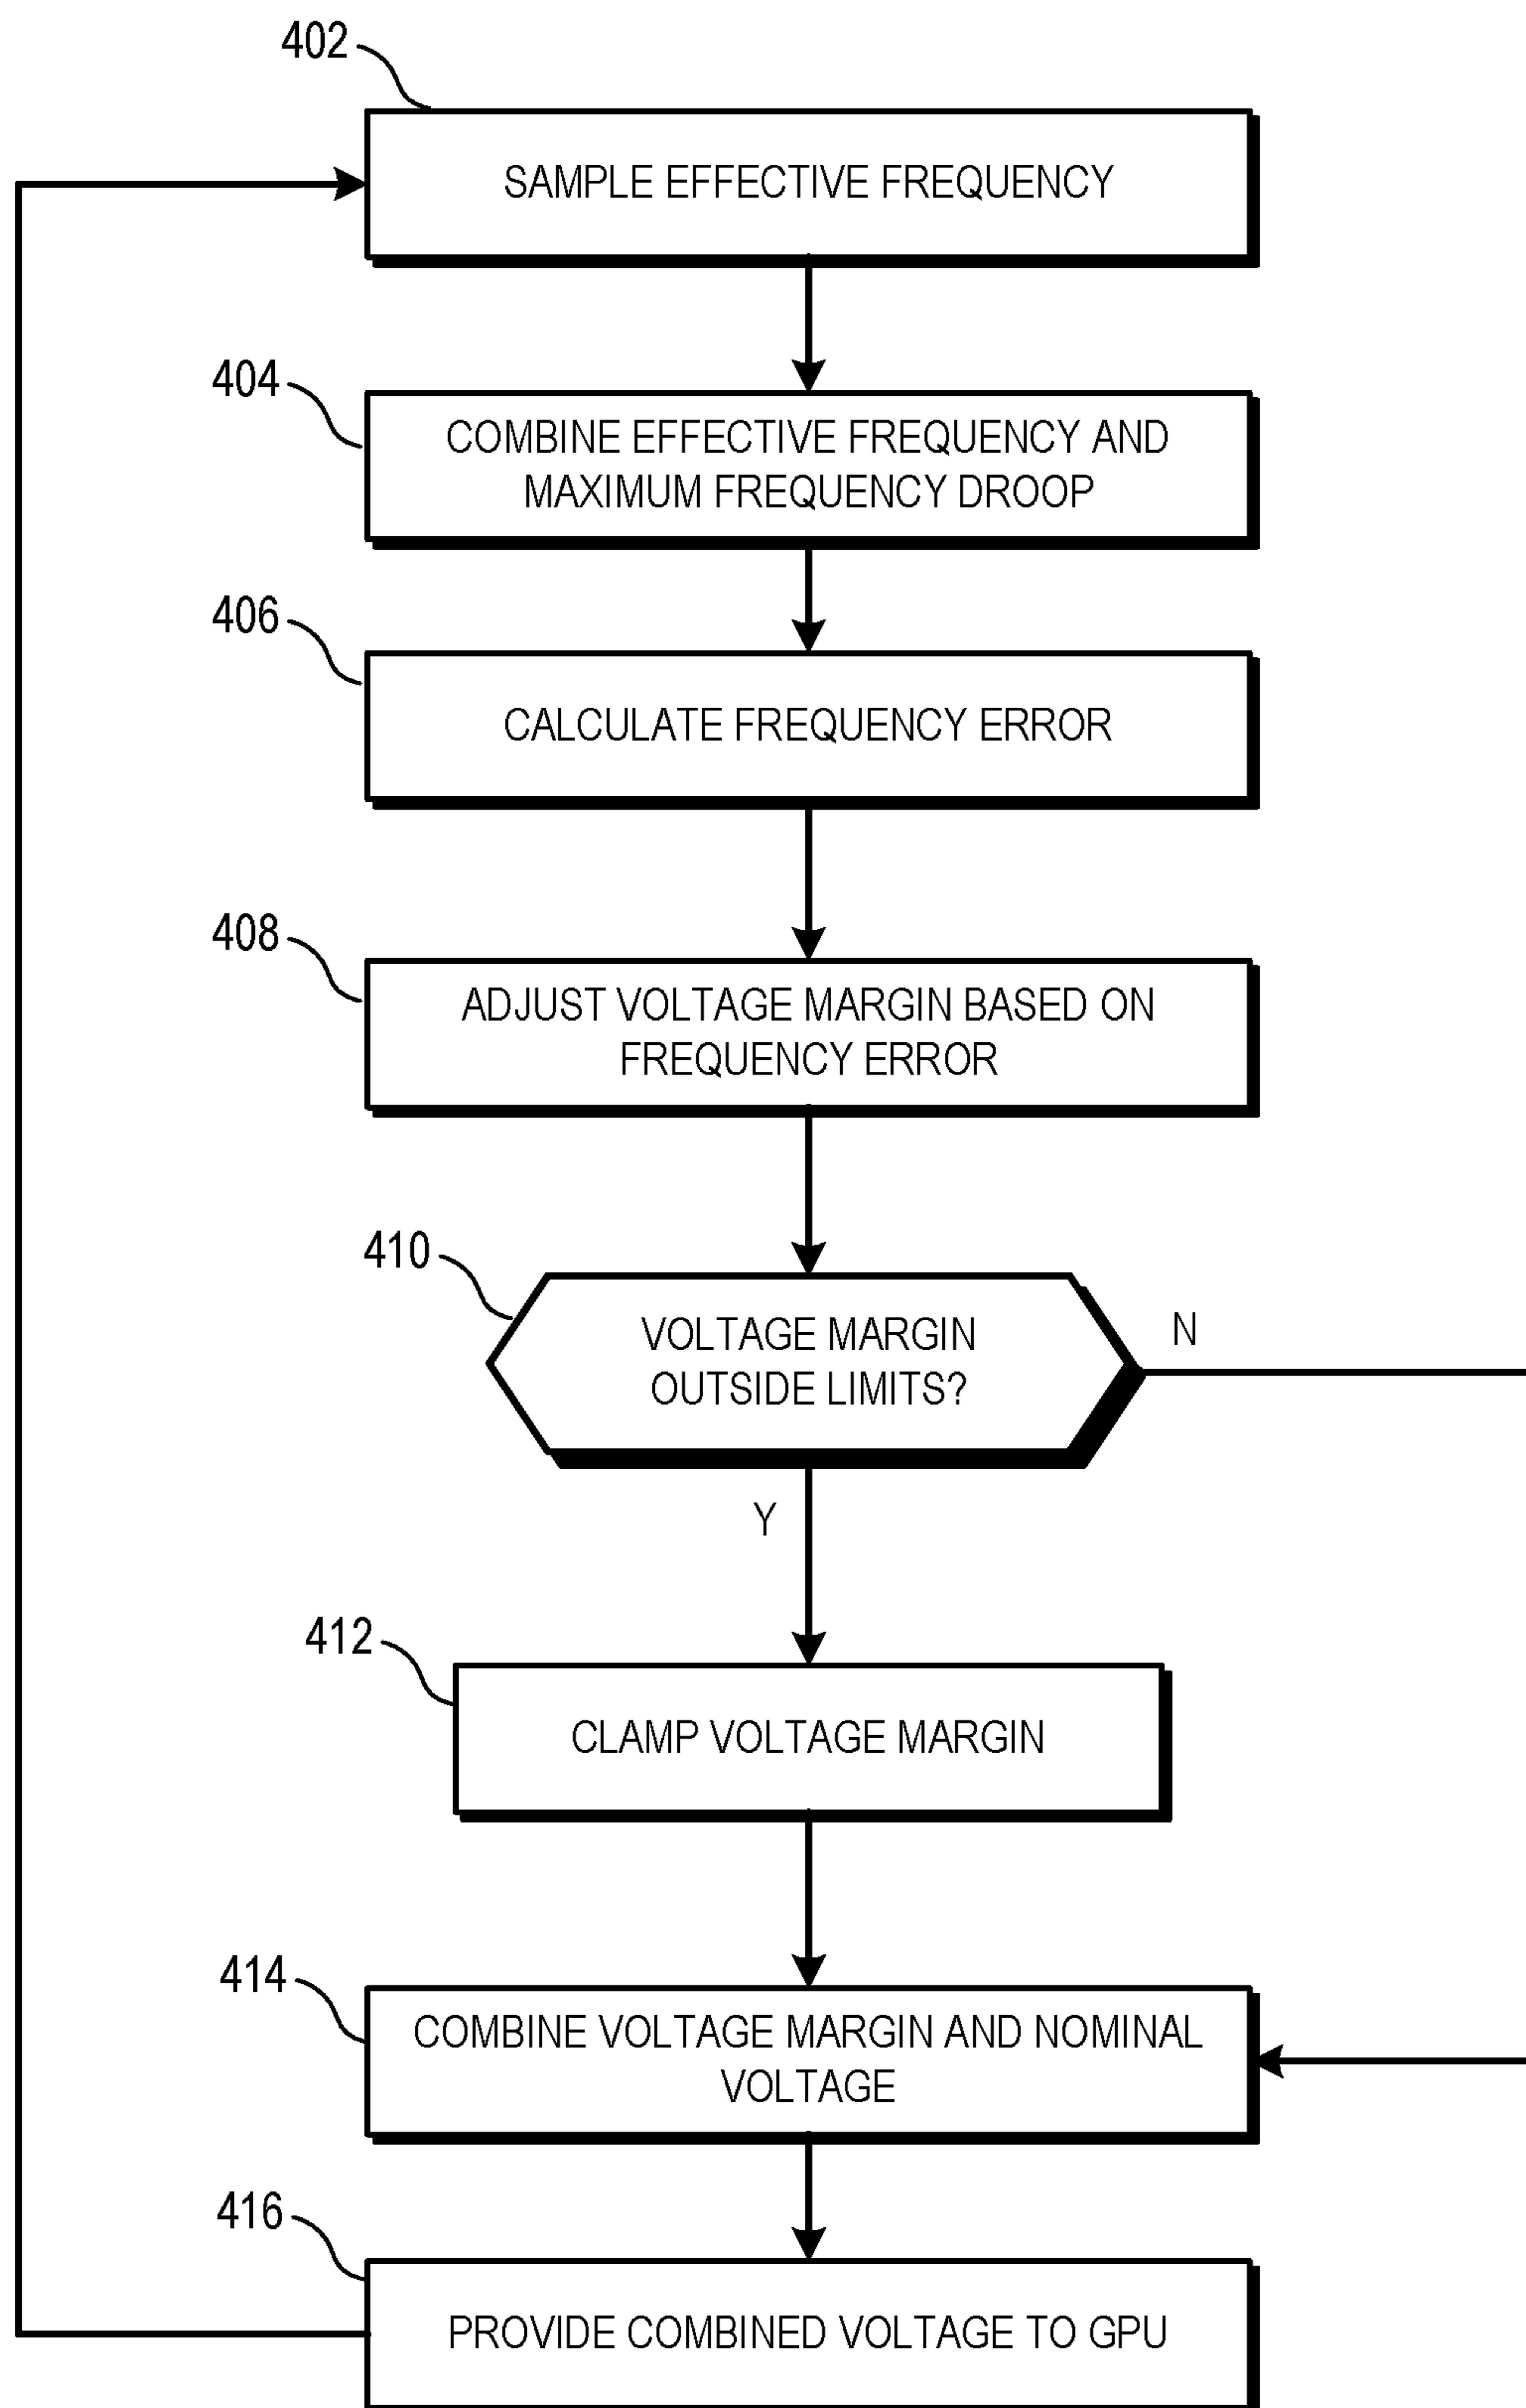 402
SAMPLE EFFECTIVE FREQUENCY
404
COMBINE EFFECTIVE FREQUENCY AND
MAXIMUM FREQUENCY DROOP
406
CALCULATE FREQUENCY ERROR
408
ADJUST VOLTAGE MARGIN BASED ON
FREQUENCY ERROR
410
VOLTAGE MARGIN
OUTSIDE LIMITS?
N
Y
412
CLAMP VOLTAGE MARGIN
414
COMBINE VOLTAGE MARGIN AND NOMINAL
VOLTAGE
416
PROVIDE COMBINED VOLTAGE TO GPU